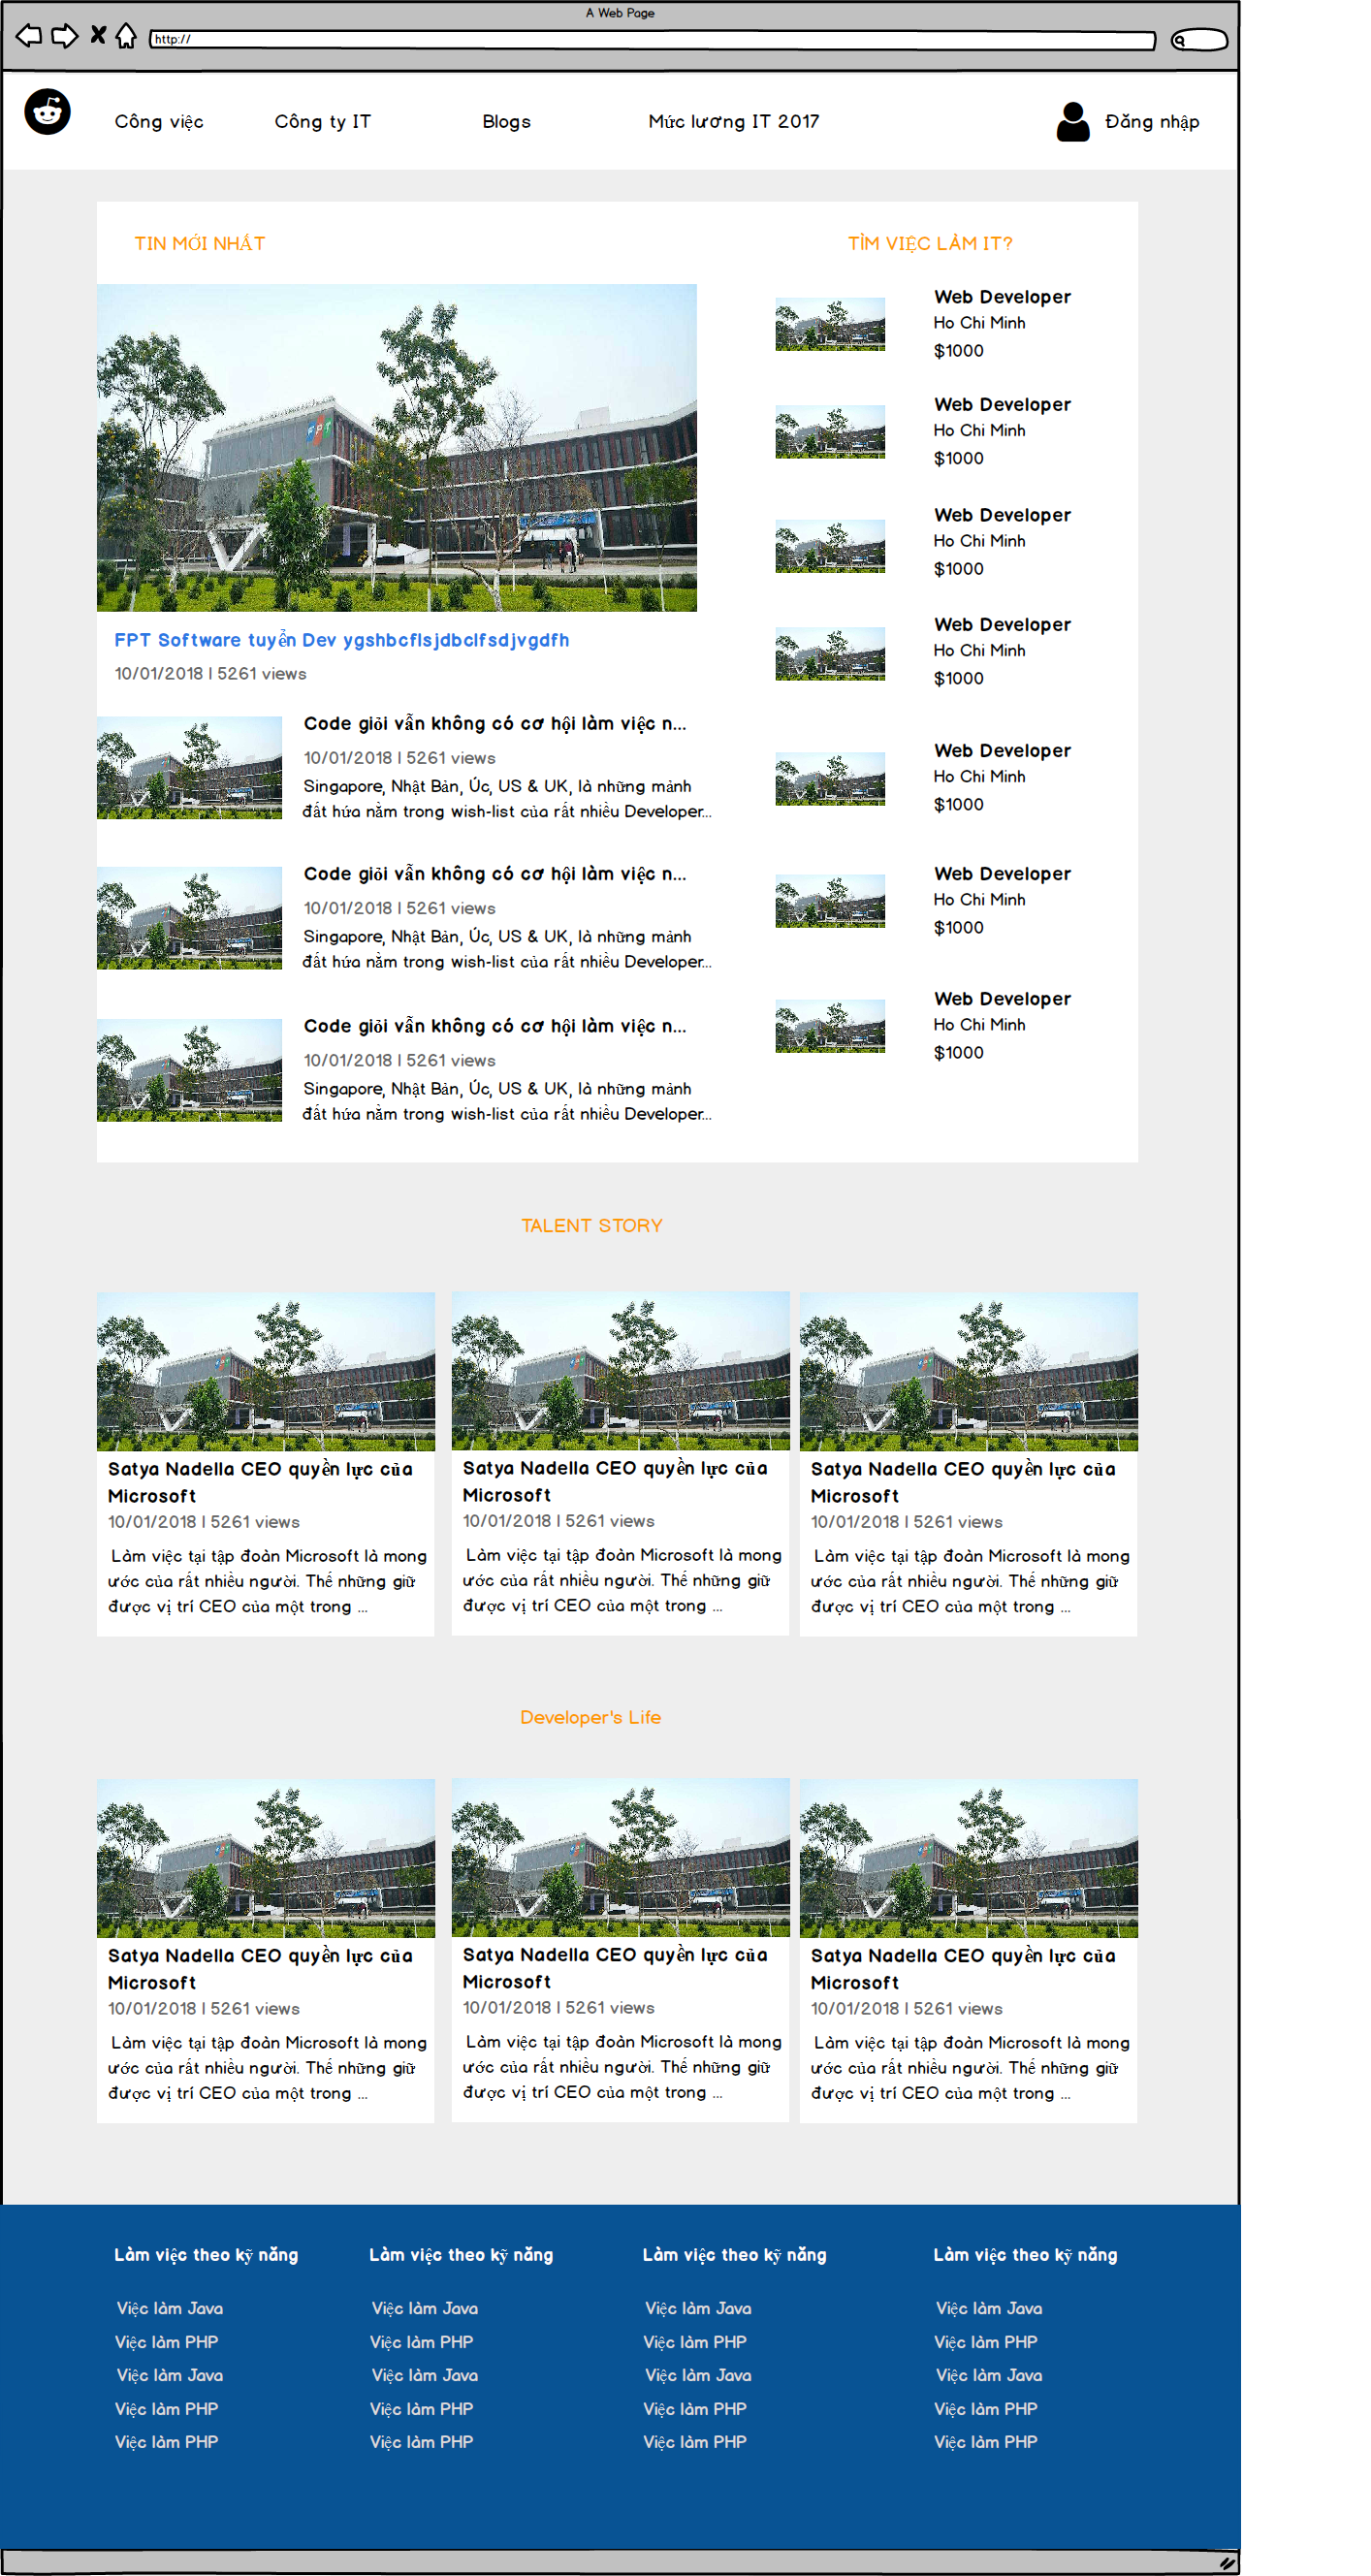 A Web Page
http://
Công việc
Công ty IT
Blogs
Mức lương IT 2017
Đăng nhập
TIN MỚI NHẤT
FPT
FPT Software tuyển Dev ygshbcflsjdbclfsdjvgdfh
10/01/2018 | 5261 views
Code giỏi vẫn không có cơ hội làm việc n...
10/01/2018 | 5261 views
Singapore, Nhật Bản, Úc, US & UK, là những mảnh
đất hứa nằm trong wish-list của rất nhiều Developer...
Code giỏi vẫn không có cơ hội làm việc n...
10/01/2018 | 5261 views
Singapore, Nhật Bản, Úc, US & UK, là những mảnh
đất hứa nằm trong wish-list của rất nhiều Developer...
Code giỏi vẫn không có cơ hội làm việc n...
10/01/2018 | 5261 views
Singapore, Nhật Bản, Úc, US & UK, là những mảnh
đất hứa nằm trong wish-list của rất nhiều Developer...
TÌM VIỆC LÀM IT?
Web Developer
Ho Chi Minh
$1000
Web Developer
Ho Chi Minh
$1000
Web Developer
Ho Chi Minh
$1000
Web Developer
Ho Chi Minh
$1000
Web Developer
Ho Chi Minh
$1000
Web Developer
Ho Chi Minh
$1000
Web Developer
Ho Chi Minh
$1000
TALENT STORY
FPT
Satya Nadella CEO quyền lực của
Microsoft
10/01/2018 | 5261 views
Làm việc tại tập đoàn Microsoft là mong
ước của rất nhiều người. Thế những giữ
được vị trí CEO của một trong ...
FPT
Satya Nadella CEO quyền lực của
Microsoft
10/01/2018 | 5261 views
Làm việc tại tập đoàn Microsoft là mong
ước của rất nhiều người. Thế những giữ
được vị trí CEO của một trong ...
FPT
Satya Nadella CEO quyền lực của
Microsoft
10/01/2018 | 5261 views
Làm việc tại tập đoàn Microsoft là mong
ước của rất nhiều người. Thế những giữ
được vị trí CEO của một trong ...
Developer's Life
FPT
Satya Nadella CEO quyền lực của
Microsoft
10/01/2018 | 5261 views
Làm việc tại tập đoàn Microsoft là mong
ước của rất nhiều người. Thế những giữ
được vị trí CEO của một trong ...
FPT
Satya Nadella CEO quyền lực của
Microsoft
10/01/2018 | 5261 views
Làm việc tại tập đoàn Microsoft là mong
ước của rất nhiều người. Thế những giữ
được vị trí CEO của một trong ...
FPT
Satya Nadella CEO quyền lực của
Microsoft
10/01/2018 | 5261 views
Làm việc tại tập đoàn Microsoft là mong
ước của rất nhiều người. Thế những giữ
được vị trí CEO của một trong ...
Làm việc theo kỹ năng
Việc làm Java
Việc làm PHP
Việc làm Java
Việc làm PHP
Việc làm PHP
Làm việc theo kỹ năng
Việc làm Java
Việc làm PHP
Việc làm Java
Việc làm PHP
Việc làm PHP
Làm việc theo kỹ năng
Việc làm Java
Việc làm PHP
Việc làm Java
Việc làm PHP
Việc làm PHP
Làm việc theo kỹ năng
Việc làm Java
Việc làm PHP
Việc làm Java
Việc làm PHP
Việc làm PHP